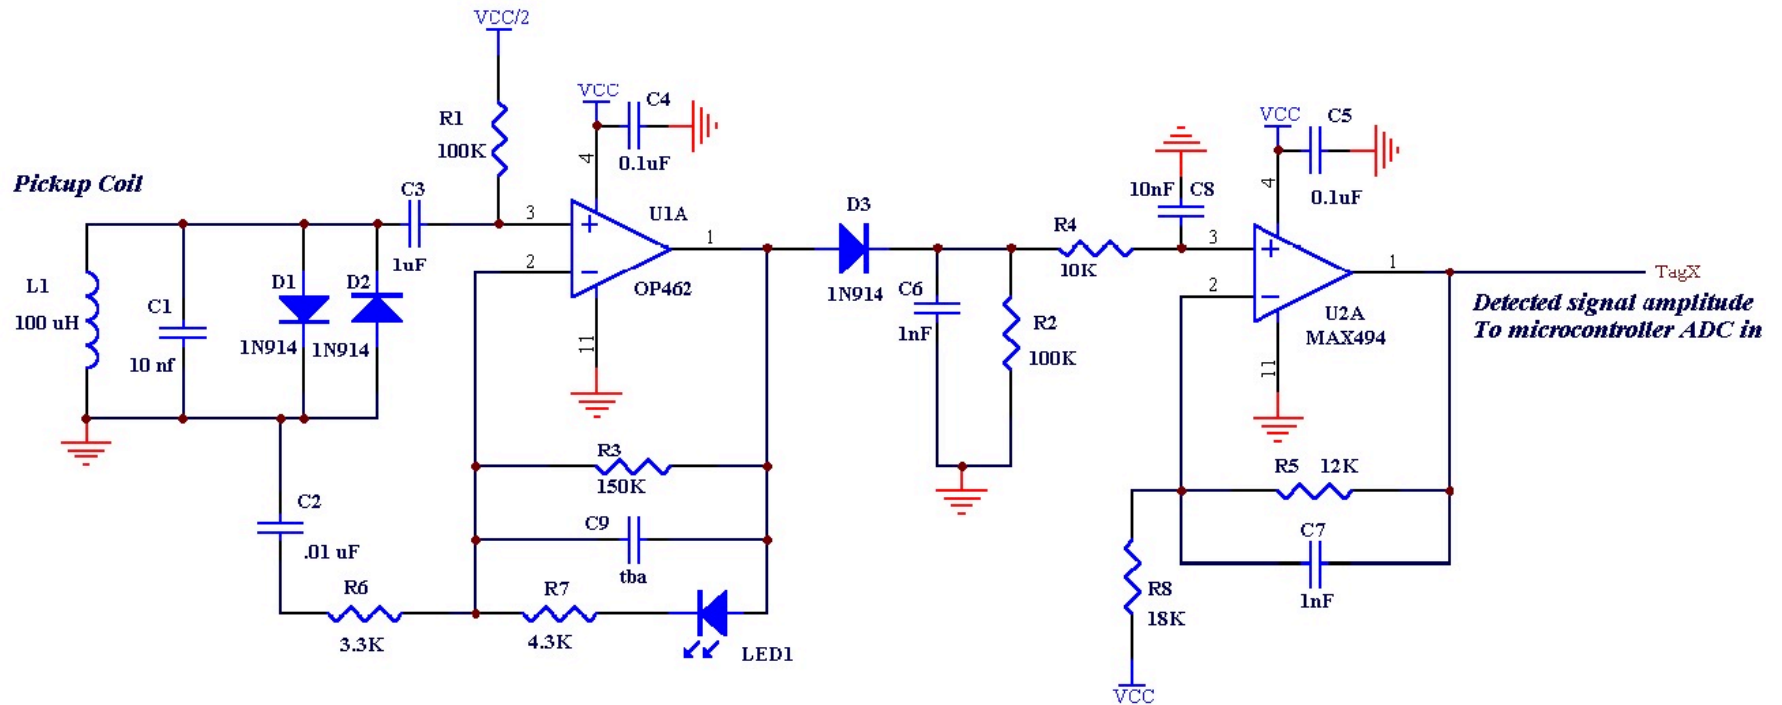 VCC/2
VCC
C4
R1
100K
4
0.1uF
VCC
C5
4
0.1uF
Pickup Coil
C3
1uF
3
U1A
1
2
OP462
11
D3
1N914
10nF C8
R4
10K
3
1
2
U2A
MAX494
11
TagX
Detected signal amplitude
To microcontroller ADC in
L1
100 uH
C1
10 nf
D1
1N914
D2
1N914
C6
1nF
R2
100K
R3
150K
R5 12K
C2
.01 uF
C9
tba
C7
1nF
R6
3.3K
R7
4.3K
LED1
R8
18K
VCC